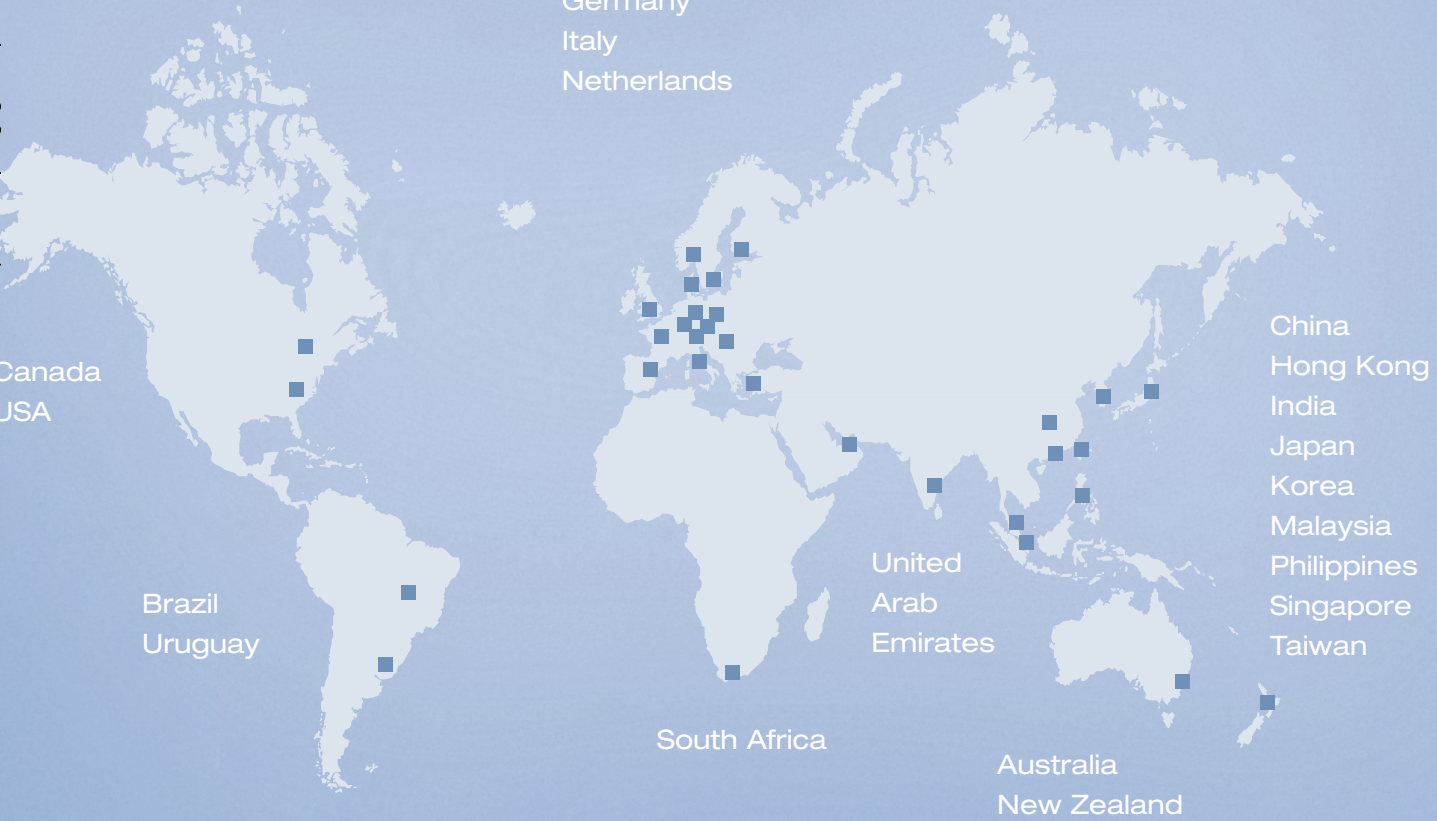 Germany
Italy
Netherlands
Canada
USA
China
Hong Kong
India
Japan
Korea
Malaysia
Philippines
Singapore
Taiwan
United
Arab
Emirates
Brazil
Uruguay
South Africa
Australia
New Zealand